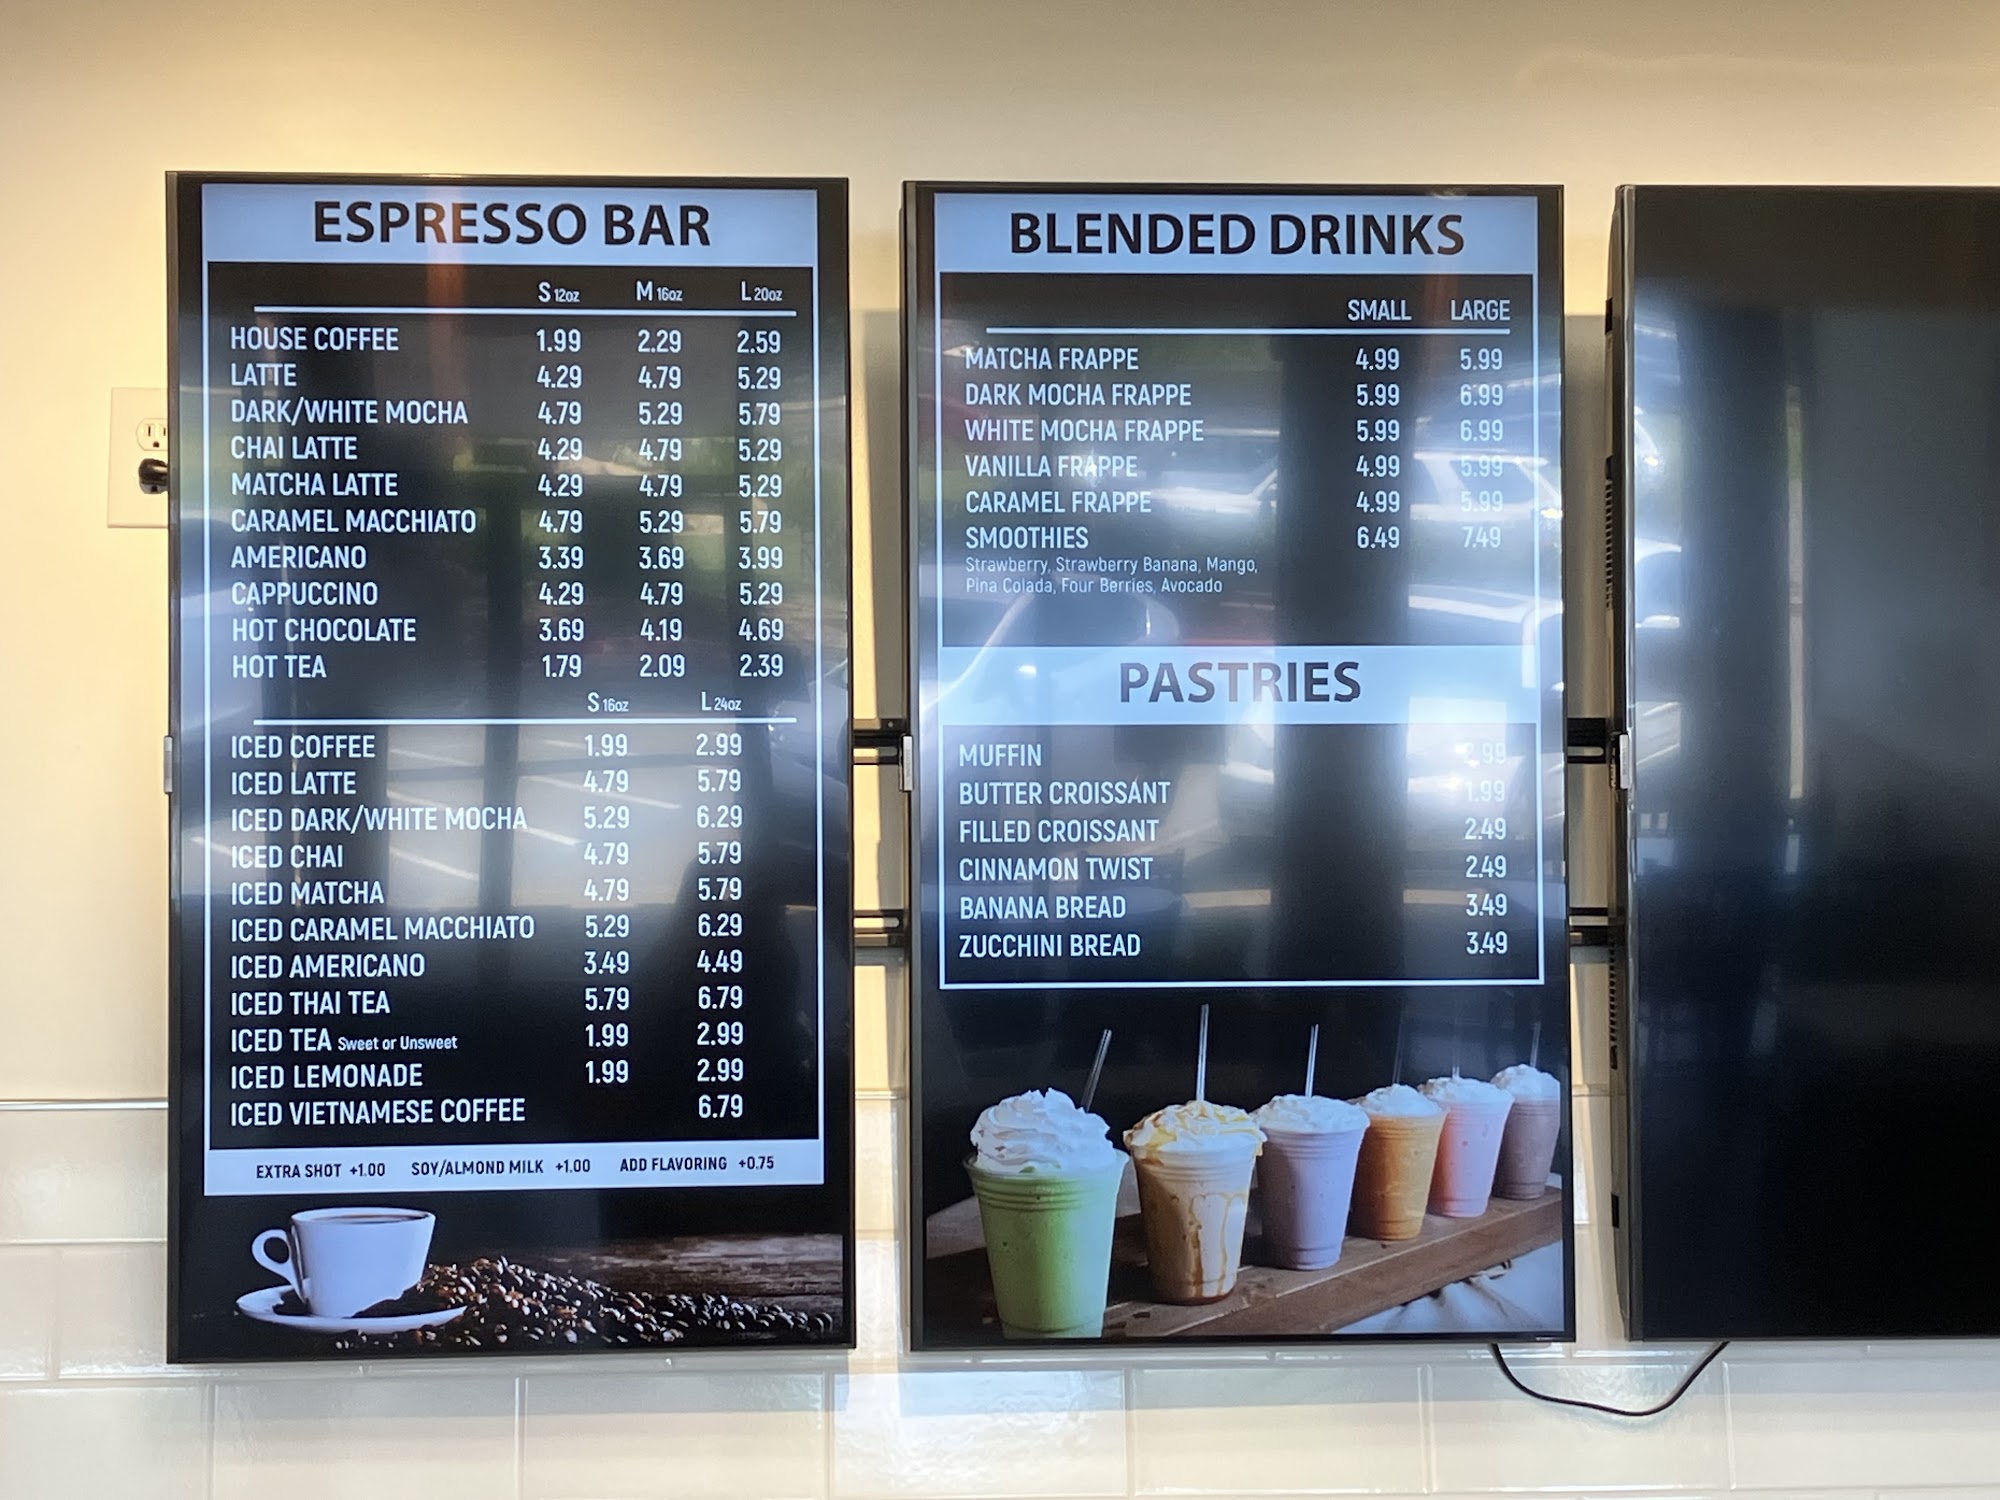 ESPRESSO BAR
S 12oz M 16oz L 20oz
HOUSE COFFEE 1.99 2.29 2.59
LATTE 4.29 4.79 5.29
DARK/WHITE MOCHA 4.79 5.29 5.79
CHAI LATTE 4.29 4.79 5.29
MATCHA LATTE 4.29 4.79 5.29
CARAMEL MACCHIATO 4.79 5.29 5.79
AMERICANO 3.39 3.69 3.99
CAPPUCCINO 4.29 4.79 5.29
HOT CHOCOLATE 3.69 4.19 4.69
HOT TEA 1.79 2.09 2.39
S 16oz L 24oz
ICED COFFEE 1.99 2.99
ICED LATTE 4.79 5.79
ICED DARK/WHITE MOCHA 5.29 6.29
ICED CHAI 4.79 5.79
ICED MATCHA 4.79 5.79
ICED CARAMEL MACCHIATO 5.29 6.29
ICED AMERICANO 3.49 4.49
ICED THAI TEA 5.79 6.79
ICED TEA Sweet or Unsweet 1.99 2.99
ICED LEMONADE 1.99 2.99
ICED VIETNAMESE COFFEE 6.79
EXTRA SHOT +1.00 SOY/ALMOND MILK +1.00 ADD FLAVORING +0.75
BLENDED DRINKS
SMALL LARGE
MATCHA FRAPPE 4.99 5.99
DARK MOCHA FRAPPE 5.99 6.99
WHITE MOCHA FRAPPE 5.99 6.99
VANILLA FRAPPE 4.99 5.99
CARAMEL FRAPPE 4.99 5.99
SMOOTHIES 6.49 7.49
Strawberry, Strawberry Banana, Mango,
Pina Colada, Four Berries, Avocado
PASTRIES
MUFFIN
BUTTER CROISSANT 1.99
FILLED CROISSANT 2.49
CINNAMON TWIST 2.49
BANANA BREAD 3.49
ZUCCHINI BREAD 3.49